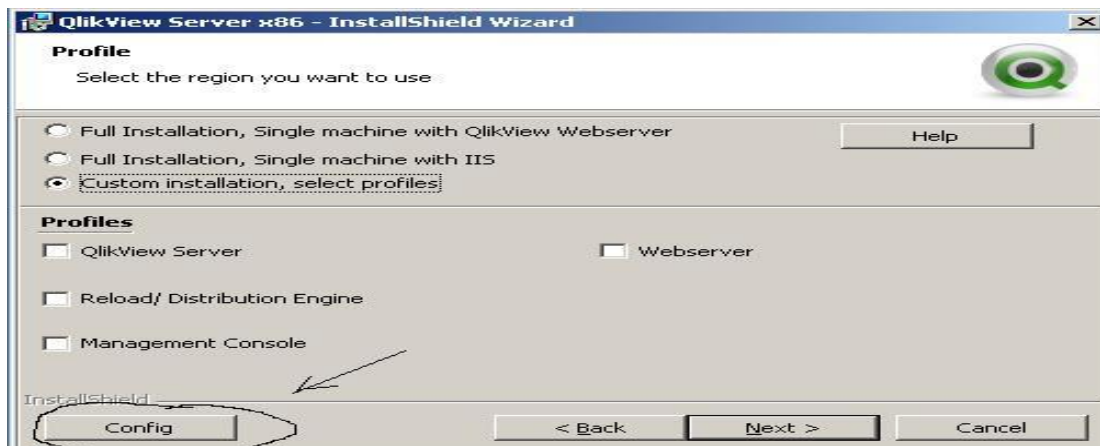 QlikView Server x86 - InstallShield Wizard
Profile
Select the region you want to use
Full Installation, Single machine with QlikView Webserver
Help
Full Installation, Single machine with IIS
Custom installation, select profiles
Profiles
QlikView Server
Webserver
Reload/ Distribution Engine
Management Console
InstallShield
Config
< Back
Next >
Cancel